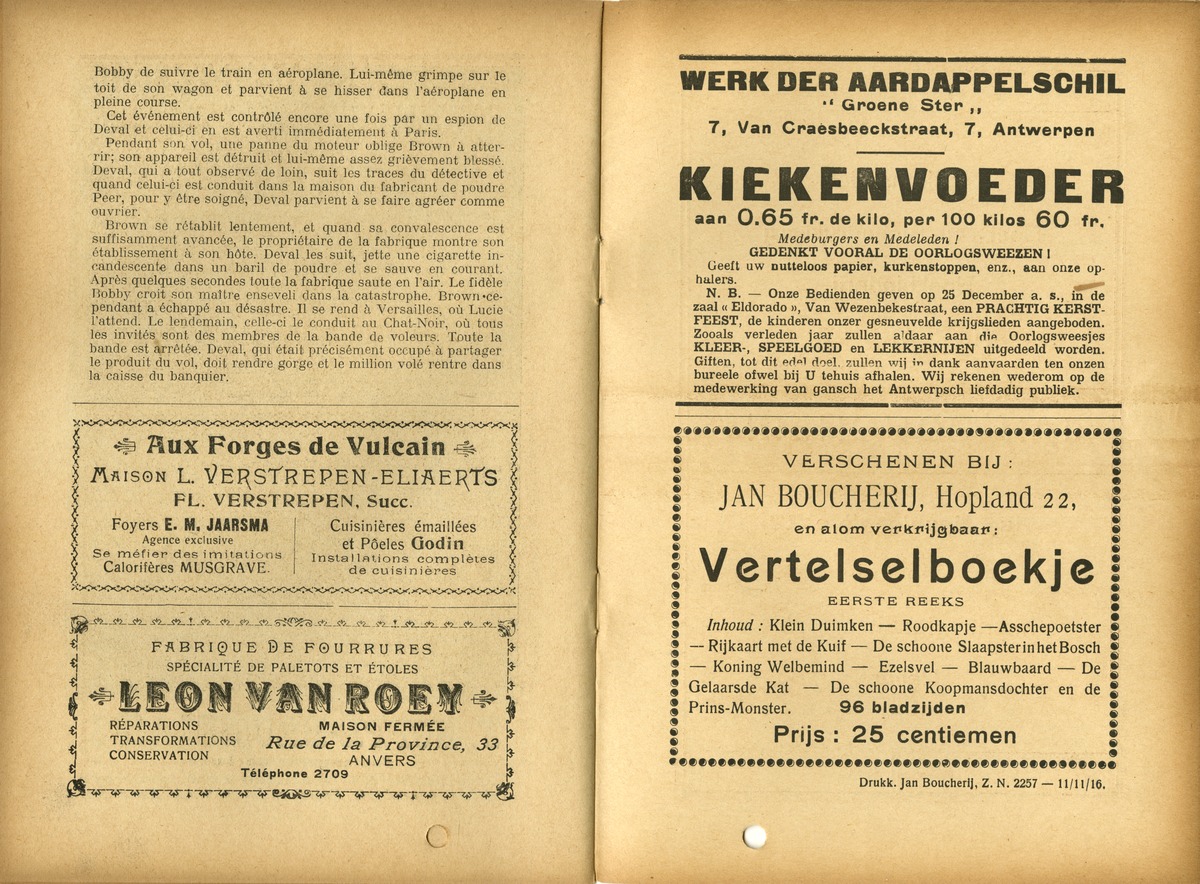 Bobby de suivre le train en aéroplane. Lui-même grimpe sur le
toit de son wagon et parvient à se hisser dans l'aéroplane en
pleine course.
Cet événement est contrôlé encore une fois par un espion de
Deval et celui-ci en est averti immédiatement à Paris.
Pendant son vol, une panne du moteur oblige Brown à atter-
rir; son appareil est détruit et lui-même assez grièvement blessé.
Deval, qui a tout observé de loin, suit les traces du détective et
quand celui-ci est conduit dans la maison du fabricant de poudre
Peer, pour y être soigné, Deval parvient à se faire agréer comme
ouvrier.
Brown se rétablit lentement, et quand sa convalescence est
suffisamment avancée, le propriétaire de la fabrique montre son
établissement à son hôte. Deval les suit, jette une cigarette in-
candescente dans un baril de poudre et se sauve en courant.
Après quelques secondes toute la fabrique saute en l'air. Le fidèle
Bobby croit son maître enseveli dans la catastrophe. Brown ce-
pendant a échappé au désastre. Il se rend à Versailles, où Lucie
l'attend. Le lendemain, celle-ci le conduit au Chat-Noir, où tous
les invités sont des membres de la bande de voleurs. Toute la
bande est arrêtée. Deval, qui était précisément occupé à partager
le produit du vol, doit rendre gorge et le million volé rentre dans
la caisse du banquier.
Aux Forges de Vulcain
MAISON L. VERSTREPEN-ELIAERTS
FL. VERSTREPEN, Succ.
Foyers E. M. JAARSMA
Agence exclusive
Se méfier des imitations
Calorifères MUSGRAVE.
Cuisinières émaillées
et Pôeles Godin
Installations complètes
de cuisinières
FABRIQUE DE FOURRURES
SPÉCIALITÉ DE PALETOTS ET ÉTOLES
LEON VAN ROEY
RÉPARATIONS
TRANSFORMATIONS
CONSERVATION
MAISON FERMÉE
Rue de la Province, 33
ANVERS
Téléphone 2709
WERK DER AARDAPPELSCHIL
“ Groene Ster „
7, Van Craesbeeckstraat, 7, Antwerpen
KIEKENVOEDER
aan 0.65 fr. de kilo, per 100 kilos 60 fr.
Medeburgers en Medeleden !
GEDENKT VOORAL DE OORLOGSWEEZEN !
Geeft uw nutteloos papier, kurkenstoppen, enz., aan onze op-
halers.
N. B. — Onze Bedienden geven op 25 December a. s., in de
zaal « Eldorado », Van Wezenbekestraat, een PRACHTIG KERST-
FEEST, de kinderen onzer gesneuvelde krijgslieden aangeboden.
Zooals verleden jaar zullen aldaar aan die Oorlogsweesjes
KLEER-, SPEELGOED en LEKKERNIJEN uitgedeeld worden.
Giften, tot dit edel doel, zullen wij in dank aanvaarden ten onzen
bureele ofwel bij U tehuis afhalen. Wij rekenen wederom op de
medewerking van gansch het Antwerpsch liefdadig publiek.
VERSCHENEN BIJ :
JAN BOUCHERIJ, Hopland 22,
en alom verkrijgbaar :
Vertelselboekje
EERSTE REEKS
Inhoud : Klein Duimken — Roodkapje —Asschepoetster
— Rijkaart met de Kuif — De schoone Slaapster in het Bosch
— Koning Welbemind — Ezelsvel — Blauwbaard — De
Gelaarsde Kat — De schoone Koopmansdochter en de
Prins-Monster. 96 bladzijden
Prijs : 25 centiemen
Drukk. Jan Boucherij, Z. N. 2257 — 11/11/16.